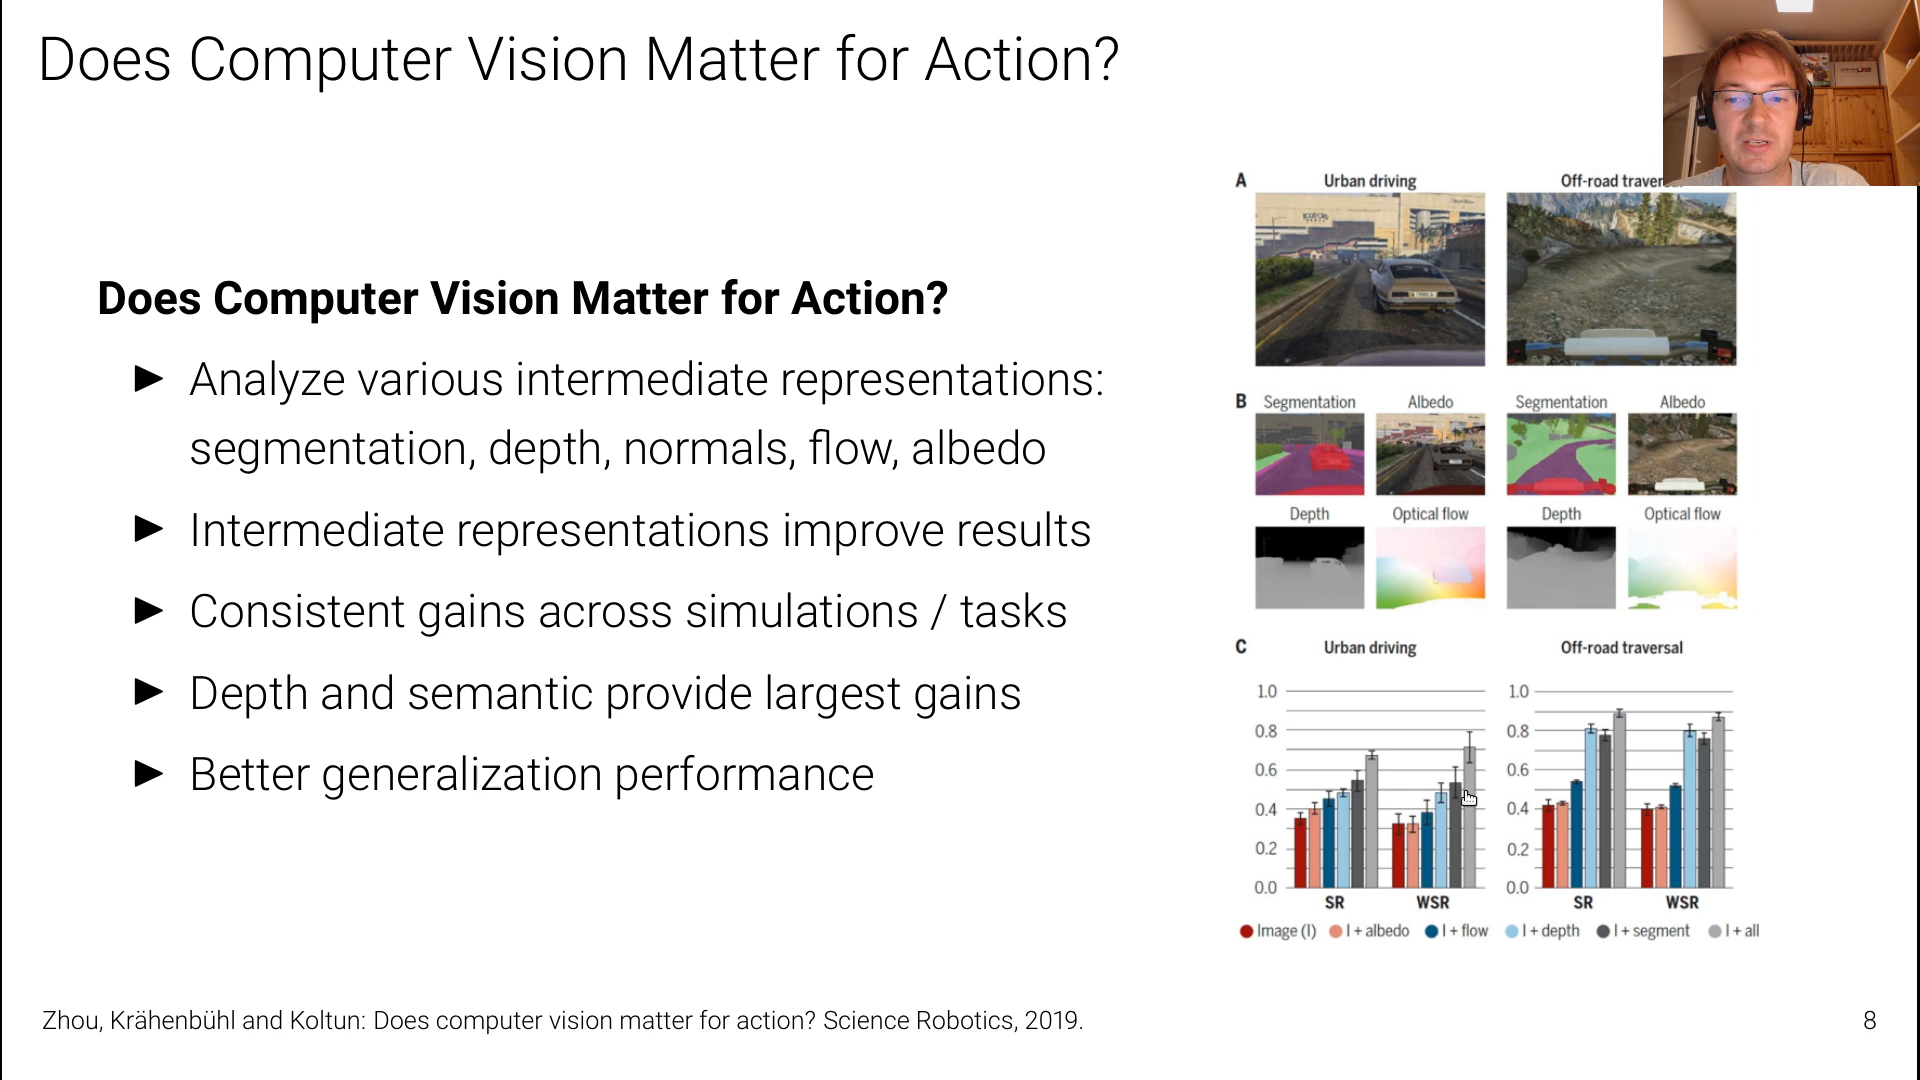 Does Computer Vision Matter for Action?
Does Computer Vision Matter for Action?
► Analyze various intermediate representations:
segmentation, depth, normals, flow, albedo
► Intermediate representations improve results
► Consistent gains across simulations / tasks
► Depth and semantic provide largest gains
► Better generalization performance
A Urban driving Off-road
B Segmentation Albedo Segmentation Albedo
Depth Optical flow Depth Optical flow
C Urban driving Off-road traversal
1.0 1.0
0.8 0.8
0.6 0.6
0.4 0.4
0.2 0.2
0.0 0.0
SR WSR SR WSR
Image (I) I + albedo I + flow I + depth I + segment I + all
Zhou, Krähenbühl and Koltun: Does computer vision matter for action? Science Robotics, 2019.
8